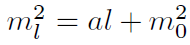 m_l^2 = al + m_0^2